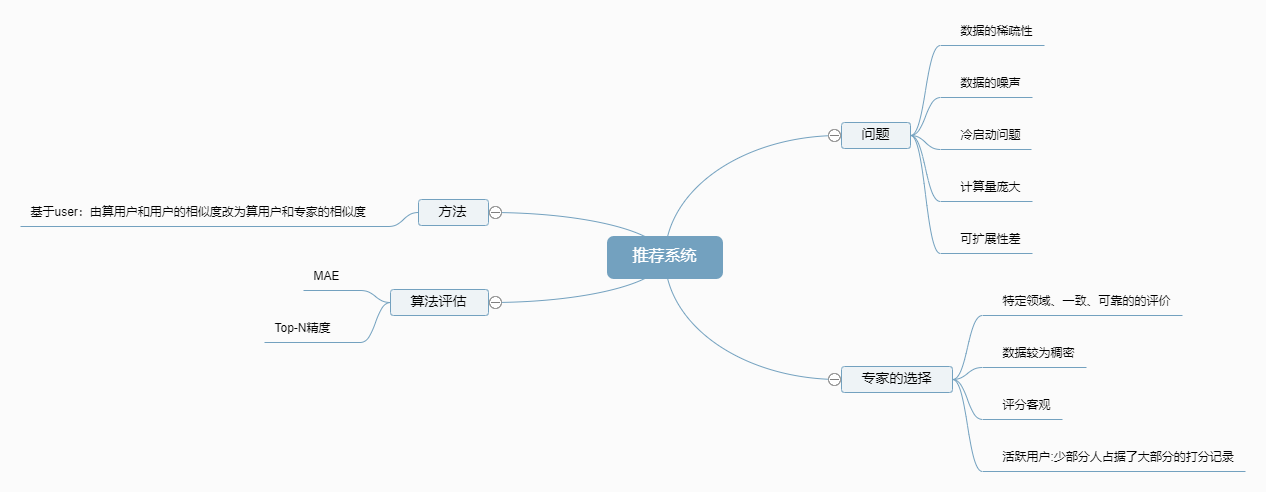 推荐系统
问题
数据的稀疏性
数据的噪声
冷启动问题
计算量庞大
可扩展性差
专家的选择
特定领域、一致、可靠的的评价
数据较为稠密
评分客观
活跃用户:少部分人占据了大部分的打分记录
方法
基于user：由算用户和用户的相似度改为算用户和专家的相似度
算法评估
MAE
Top-N精度